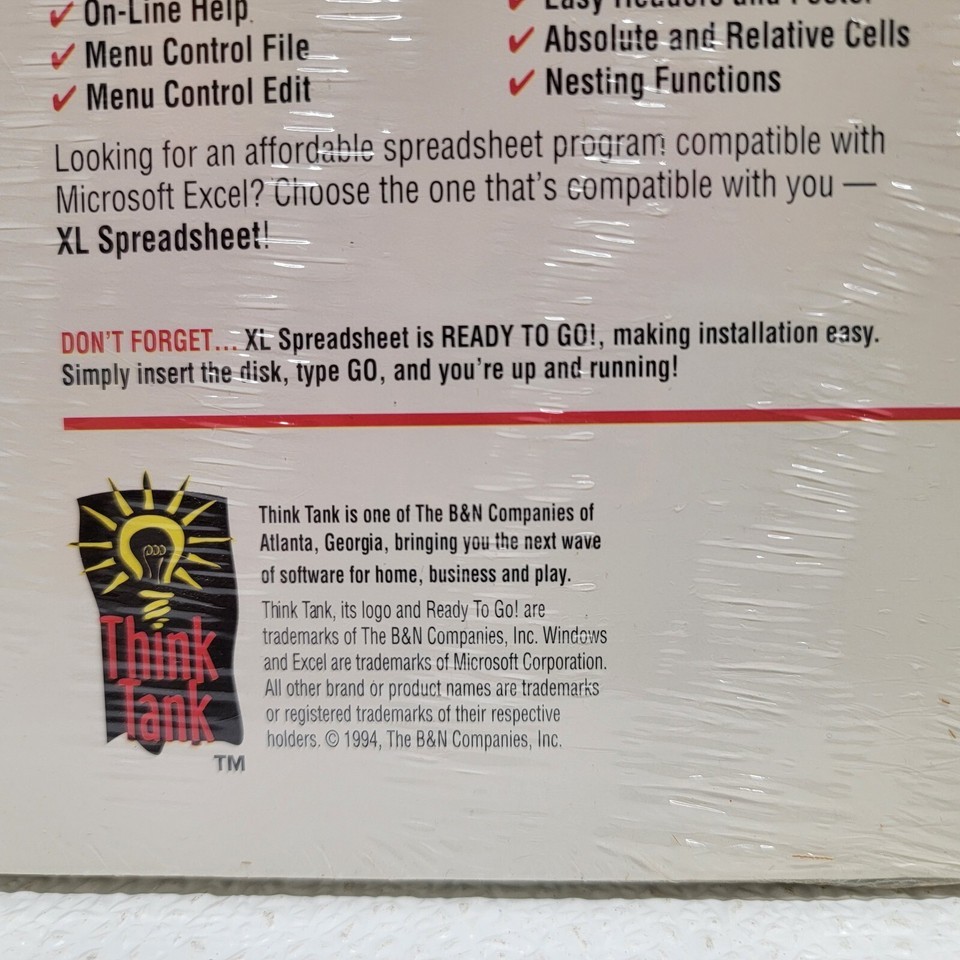 On-Line Help
Menu Control File
Menu Control Edit
Easy Headers and Footer
Absolute and Relative Cells
Nesting Functions
Looking for an affordable spreadsheet program compatible with
Microsoft Excel? Choose the one that's compatible with you —
XL Spreadsheet!
DON'T FORGET... XL Spreadsheet is READY TO GO!, making installation easy.
Simply insert the disk, type GO, and you're up and running!
Think
Tank
TM
Think Tank is one of The B&N Companies of
Atlanta, Georgia, bringing you the next wave
of software for home, business and play.
Think Tank, its logo and Ready To Go! are
trademarks of The B&N Companies, Inc. Windows
and Excel are trademarks of Microsoft Corporation.
All other brand or product names are trademarks
or registered trademarks of their respective
holders. © 1994, The B&N Companies, Inc.